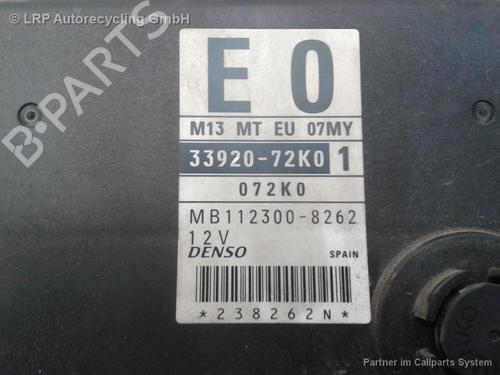 © LRP Autorecycling GmbH
B-PARTS
E 0
M13 MT EU 07MY
33920-72K0 1
072K0
MB112300-8262
12V
DENSO SPAIN
*238262N*
Partner im Callparts System